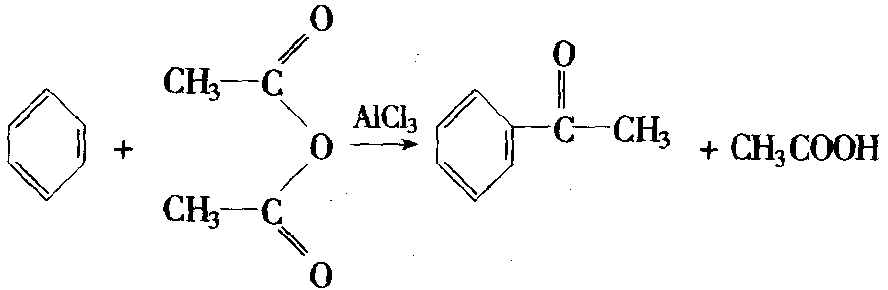 O
CH3—C
O
CH3—C
O
+
AlCl3
O
C—CH3
+ CH3COOH